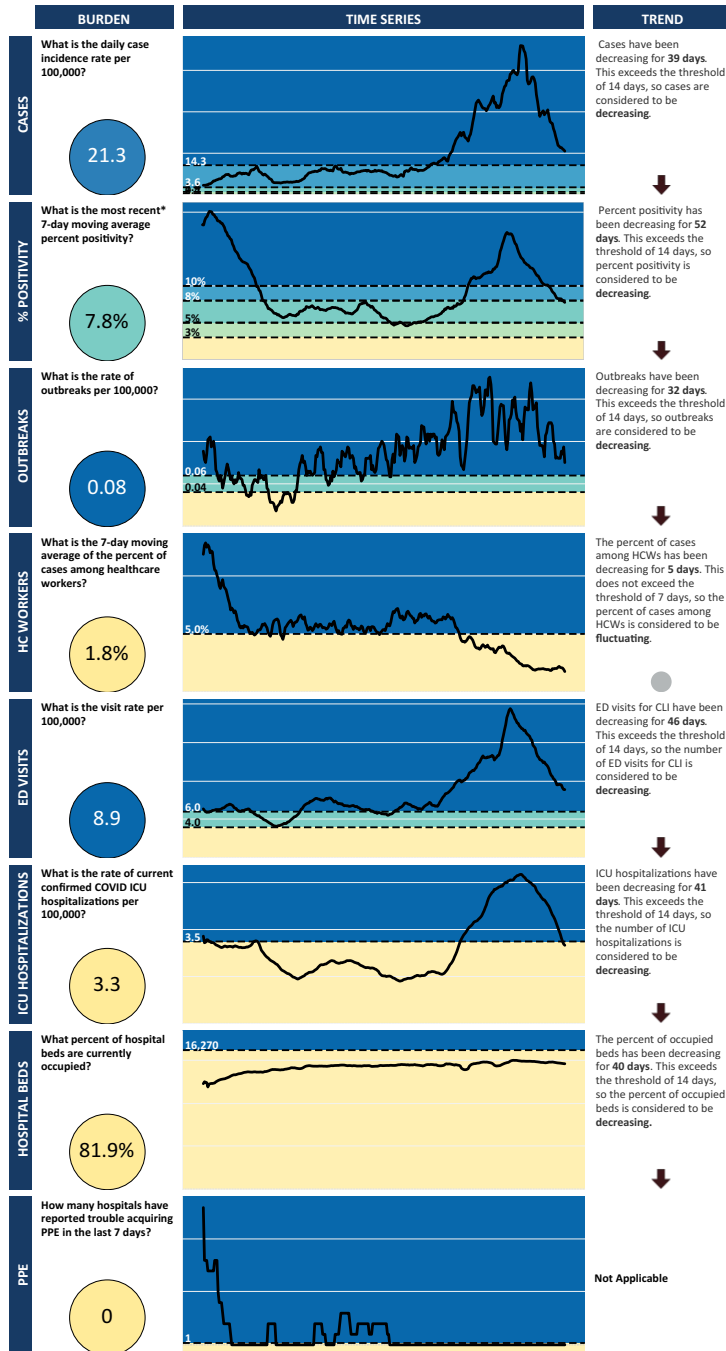 BURDEN
TIME SERIES
TREND
CASES
What is the daily case
incidence rate per
100,000?
21.3
14.3
3.6
Cases have been
decreasing for 39 days.
This exceeds the threshold
of 14 days, so cases are
considered to be
decreasing.
% POSITIVITY
What is the most recent*
7-day moving average
percent positivity?
7.8%
10%
8%
5%
3%
Percent positivity has
been decreasing for 52
days. This exceeds the
threshold of 14 days, so
percent positivity is
considered to be
decreasing.
OUTBREAKS
What is the rate of
outbreaks per 100,000?
0.08
0.06
0.04
Outbreaks have been
decreasing for 32 days.
This exceeds the threshold
of 14 days, so outbreaks
are considered to be
decreasing.
HC WORKERS
What is the 7-day moving
average of the percent of
cases among healthcare
workers?
1.8%
5.0%
The percent of cases
among HCWs has been
decreasing for 5 days. This
does not exceed the
threshold of 7 days, so the
percent of cases among
HCWs is considered to be
fluctuating.
ED VISITS
What is the visit rate per
100,000?
8.9
6.0
4.0
ED visits for CLI have been
decreasing for 46 days.
This exceeds the threshold
of 14 days, so the number
of ED visits for CLI is
considered to be
decreasing.
ICU HOSPITALIZATIONS
What is the rate of current
confirmed COVID ICU
hospitalizations per
100,000?
3.3
3.5
ICU hospitalizations have
been decreasing for 41
days. This exceeds the
threshold of 14 days, so
the number of ICU
hospitalizations is
considered to be
decreasing.
HOSPITAL BEDS
What percent of hospital
beds are currently
occupied?
81.9%
16,270
The percent of occupied
beds has been decreasing
for 40 days. This exceeds
the threshold of 14 days,
so the percent of occupied
beds is considered to be
decreasing.
PPE
How many hospitals have
reported trouble acquiring
PPE in the last 7 days?
0
1
Not Applicable